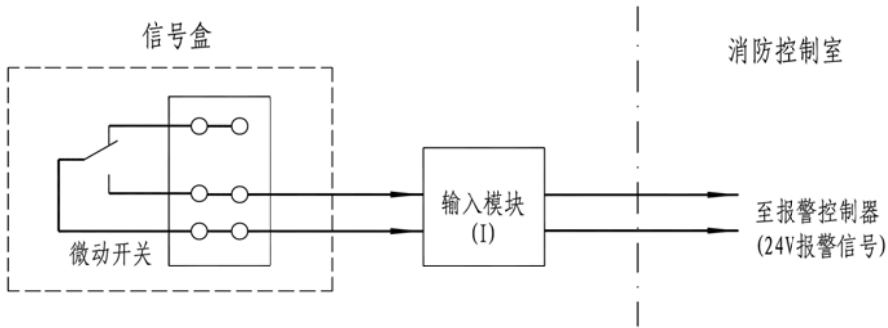 信号盒
消防控制室
微动开关
输入模块
(I)
至报警控制器
(24V报警信号)